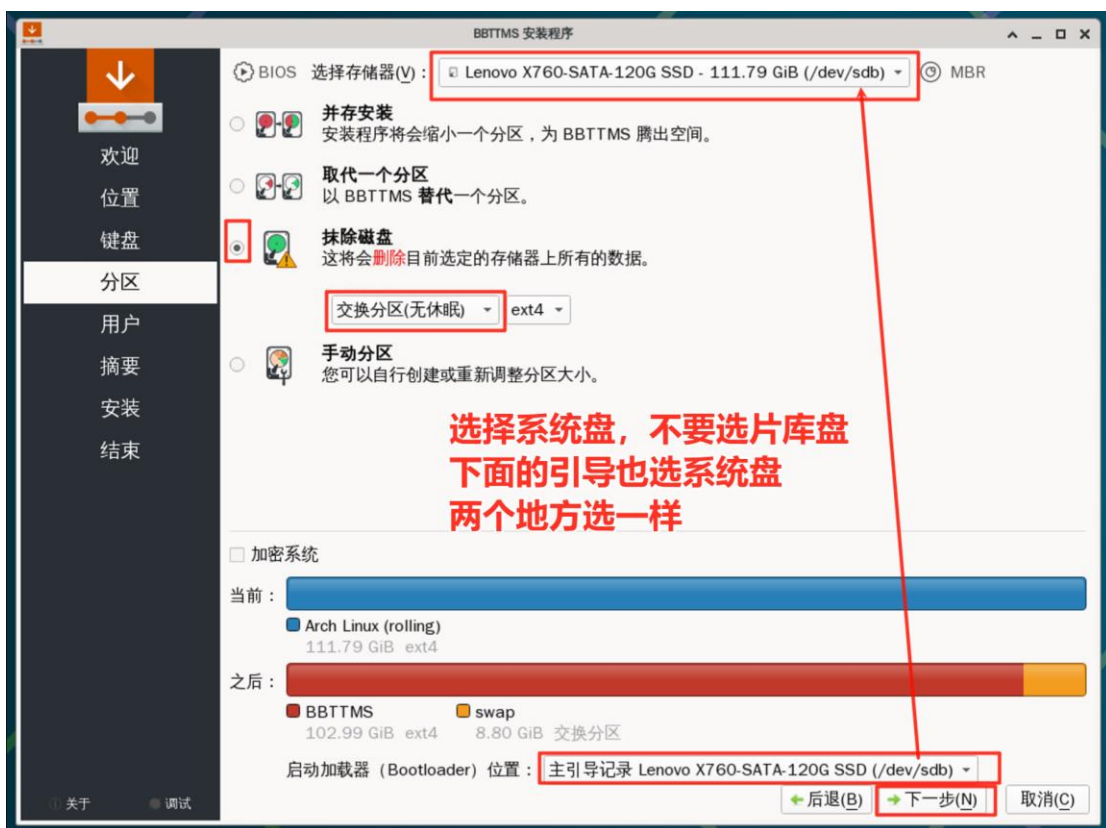 BBTTMS 安装程序
BIOS 选择存储器(V)： Lenovo X760-SATA-120G SSD - 111.79 GiB (/dev/sdb) MBR
并存安装
安装程序将会缩小一个分区，为 BBTTMS 腾出空间。
取代一个分区
以 BBTTMS 替代一个分区。
抹除磁盘
这将会删除目前选定的存储器上所有的数据。
交换分区(无休眠) ext4
手动分区
您可以自行创建或重新调整分区大小。
欢迎
位置
键盘
分区
用户
摘要
安装
结束
选择系统盘，不要选片库盘
下面的引导也选系统盘
两个地方选一样
加密系统
当前：
Arch Linux (rolling)
111.79 GiB ext4
之后：
BBTTMS swap
102.99 GiB ext4 8.80 GiB 交换分区
启动加载器（Bootloader）位置： 主引导记录 Lenovo X760-SATA-120G SSD (/dev/sdb)
关于 调试 后退(B) 下一步(N) 取消(C)